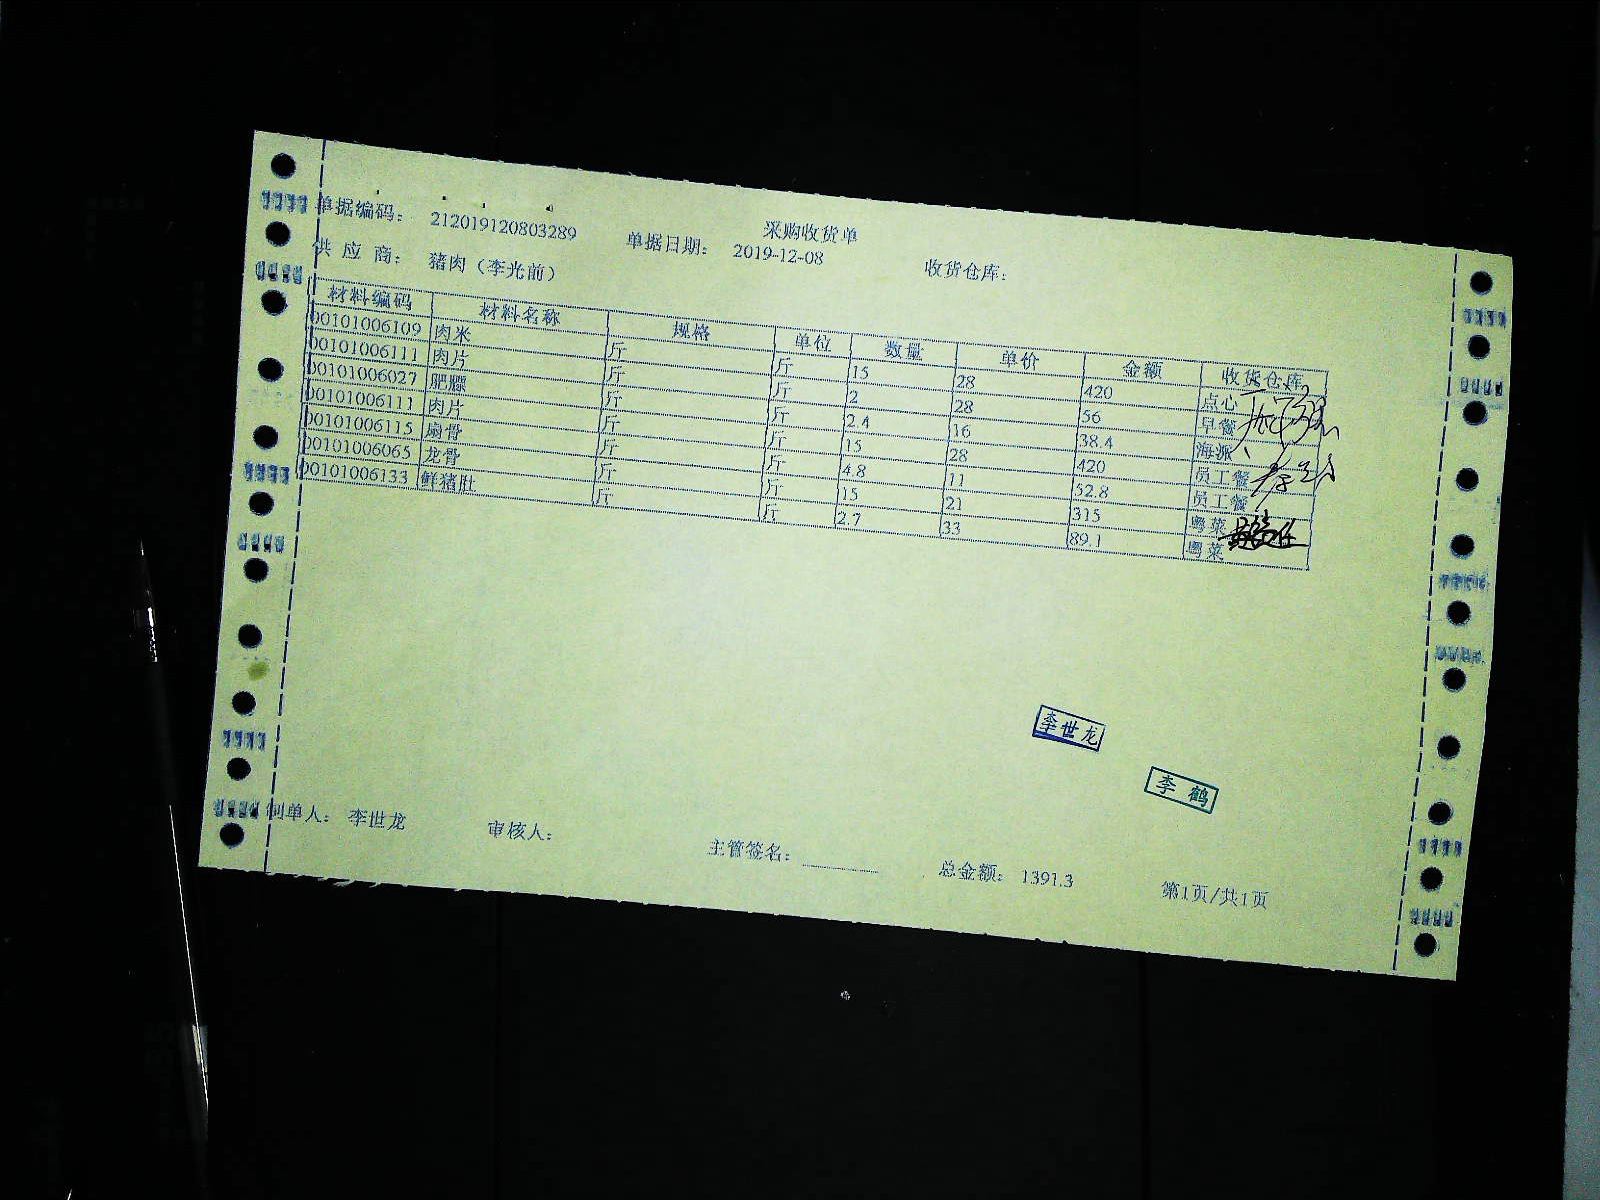 采购收货单
单据编码： 212019120803289 单据日期： 2019-12-08 收货仓库：
供 应 商： 猪肉（李光前）
材料编码 材料名称 规格 单位 数量 单价 金额 收货仓库
00101006109 肉米 斤 斤 15 28 420 点心
00101006111 肉片 斤 斤 2 28 56 早餐
00101006027 肥膘 斤 斤 2.4 16 38.4 海派
00101006111 肉片 斤 斤 15 28 420 员工餐
00101006115 扇骨 斤 斤 4.8 11 52.8 员工餐
00101006065 龙骨 斤 斤 15 21 315 粤菜
00101006133 鲜猪肚 斤 斤 2.7 33 89.1 粤菜
李世龙
李 鹤
制单人： 李世龙 审核人： 主管签名： 总金额： 1391.3 第1页/共1页